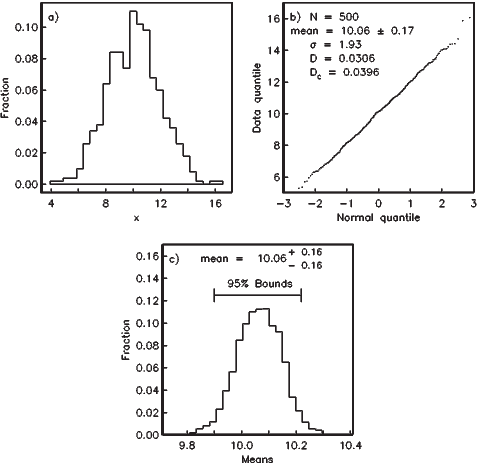 a)
Fraction
0.10
0.08
0.06
0.04
0.02
0.00
4 6 8 10 12 14 16
x
b) N = 500
mean = 10.06 ± 0.17
σ = 1.93
D = 0.0306
Dc = 0.0396
Data quantile
16
14
12
10
8
6
−3 −2 −1 0 1 2 3
Normal quantile
c) mean = 10.06 + 0.16
− 0.16
95% Bounds
Fraction
0.16
0.14
0.12
0.10
0.08
0.06
0.04
0.02
0.00
9.8 10.0 10.2 10.4
Means